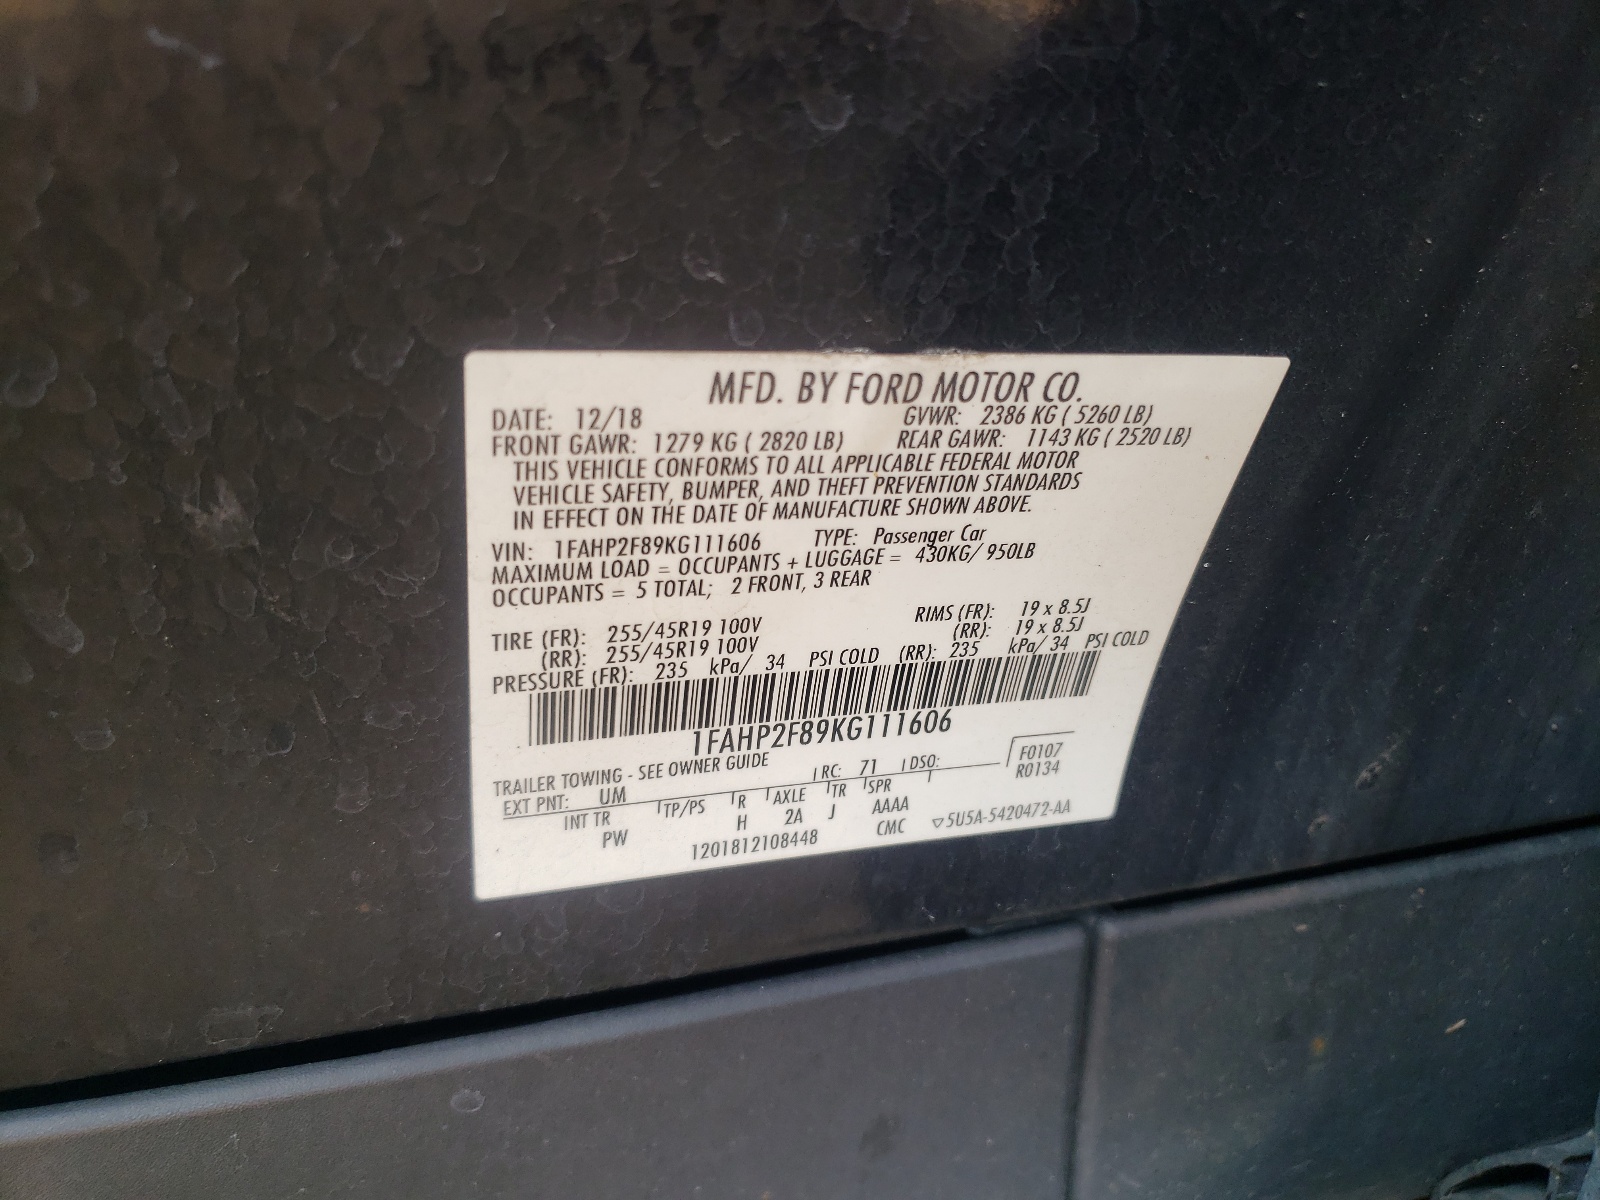 MFD. BY FORD MOTOR CO.
DATE: 12/18 GVWR: 2386 KG ( 5260 LB)
FRONT GAWR: 1279 KG ( 2820 LB) REAR GAWR: 1143 KG ( 2520 LB)
THIS VEHICLE CONFORMS TO ALL APPLICABLE FEDERAL MOTOR
VEHICLE SAFETY, BUMPER, AND THEFT PREVENTION STANDARDS
IN EFFECT ON THE DATE OF MANUFACTURE SHOWN ABOVE.
VIN: 1FAHP2F89KG111606 TYPE: Passenger Car
MAXIMUM LOAD = OCCUPANTS + LUGGAGE = 430KG/ 950LB
OCCUPANTS = 5 TOTAL; 2 FRONT, 3 REAR
TIRE (FR): 255/45R19 100V RIMS (FR): 19 x 8.5J
(RR): 255/45R19 100V (RR): 19 x 8.5J
PRESSURE (FR): 235 kPa/ 34 PSI COLD (RR): 235 kPa/ 34 PSI COLD
1FAHP2F89KG111606
TRAILER TOWING - SEE OWNER GUIDE
EXT PNT: UM RC: 71 DSO: F0107
R0134
INT TR TP/PS R AXLE TR SPR
PW H 2A J AAAA
1201812108448 CMC ▽5U5A-5420472-AA